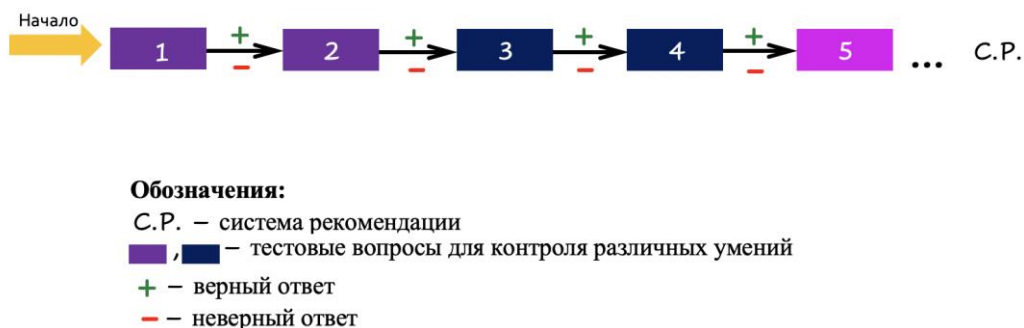 Начало
1 + − 2 + − 3 + − 4 + − 5 ... С.Р.
Обозначения:
С.Р. – система рекомендации
, – тестовые вопросы для контроля различных умений
+ – верный ответ
− – неверный ответ